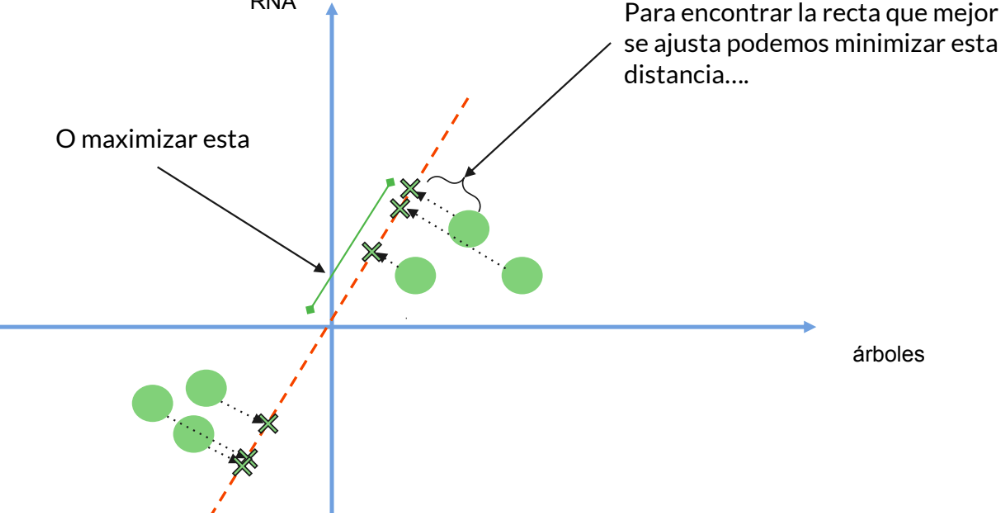 RNA
Para encontrar la recta que mejor
se ajusta podemos minimizar esta
distancia....
O maximizar esta
árboles